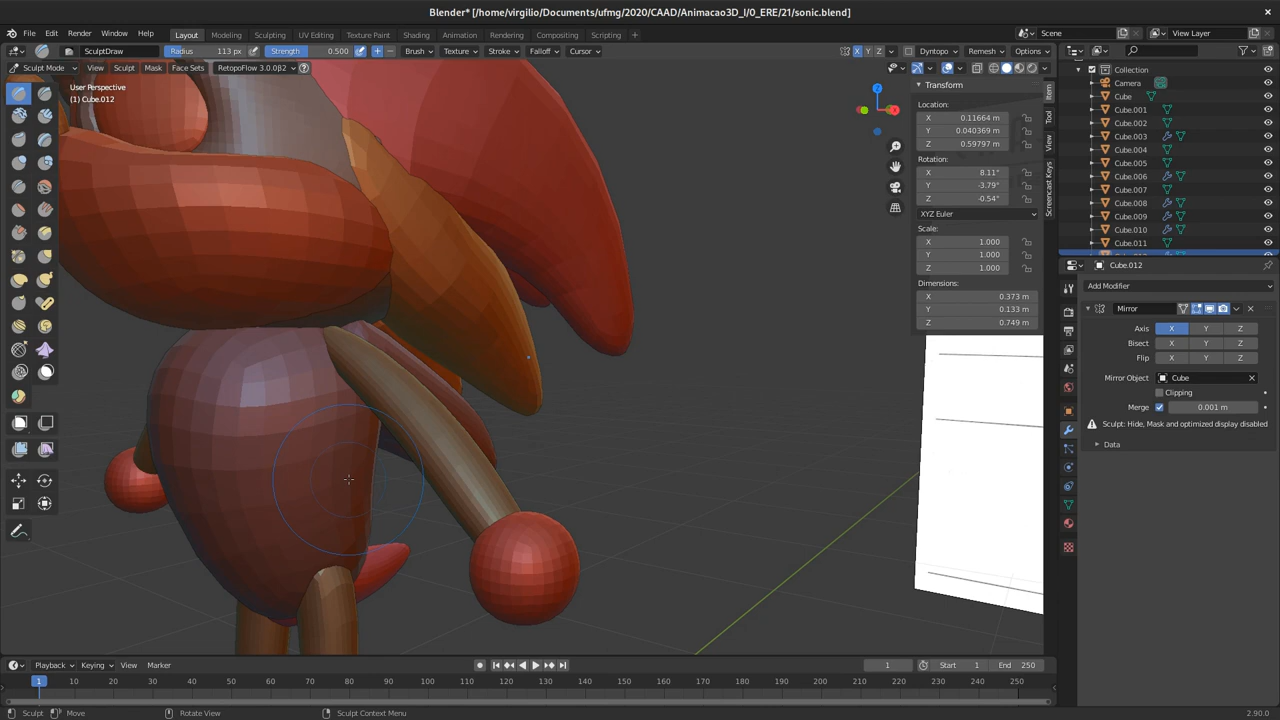 Blender* [/home/virgilio/Documents/ufmg/2020/CAAD/Animacao3D_I/0_ERE/21/sonic.blend]
File Edit Render Window Help Layout Modeling Sculpting UV Editing Texture Paint Shading Animation Rendering Compositing Scripting + Scene View Layer
SculptDraw Radius 113 px Strength 0.500 Brush Texture Stroke Falloff Cursor X Y Z Dyntopo Remesh Options
Sculpt Mode View Sculpt Mask Face Sets RetopoFlow 3.0.0β2
User Perspective
(1) Cube.012
Z
Transform
Location:
X 0.11664 m
Y 0.040369 m
Z 0.59797 m
Rotation:
X 8.11°
Y -3.79°
Z -0.54°
XYZ Euler
Scale:
X 1.000
Y 1.000
Z 1.000
Dimensions:
X 0.373 m
Y 0.133 m
Z 0.749 m
Item
Tool
View
Screencast Keys
Collection
Camera
Cube
Cube.001
Cube.002
Cube.003
Cube.004
Cube.005
Cube.006
Cube.007
Cube.008
Cube.009
Cube.010
Cube.011
Cube.012
Add Modifier
Mirror
Axis X Y Z
Bisect X Y Z
Flip X Y Z
Mirror Object Cube
Clipping
Merge 0.001 m
Sculpt: Hide, Mask and optimized display disabled
Data
Playback Keying View Marker 1 Start 1 End 250
1 10 20 30 40 50 60 70 80 90 100 110 120 130 140 150 160 170 180 190 200 210 220 230 240 250
Sculpt Move Rotate View Sculpt Context Menu 2.90.0